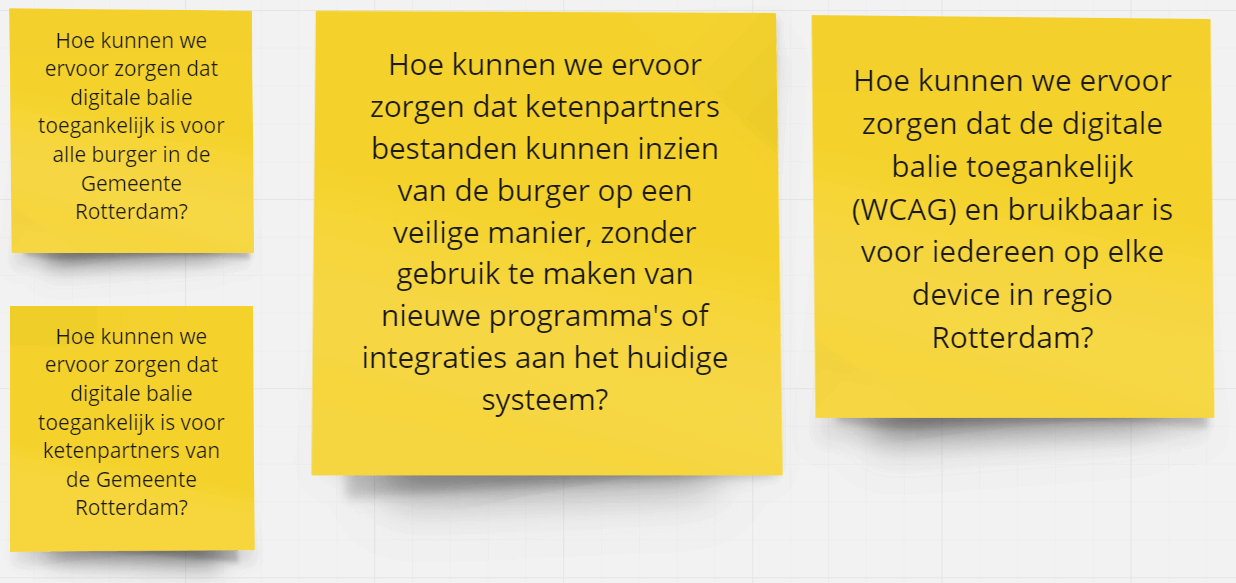 Hoe kunnen we
ervoor zorgen dat
digitale balie
toegankelijk is voor
alle burger in de
Gemeente
Rotterdam?
Hoe kunnen we
ervoor zorgen dat
digitale balie
toegankelijk is voor
ketenpartners van
de Gemeente
Rotterdam?
Hoe kunnen we ervoor
zorgen dat ketenpartners
bestanden kunnen inzien
van de burger op een
veilige manier, zonder
gebruik te maken van
nieuwe programma's of
integraties aan het huidige
systeem?
Hoe kunnen we ervoor
zorgen dat de digitale
balie toegankelijk
(WCAG) en bruikbaar is
voor iedereen op elke
device in regio
Rotterdam?